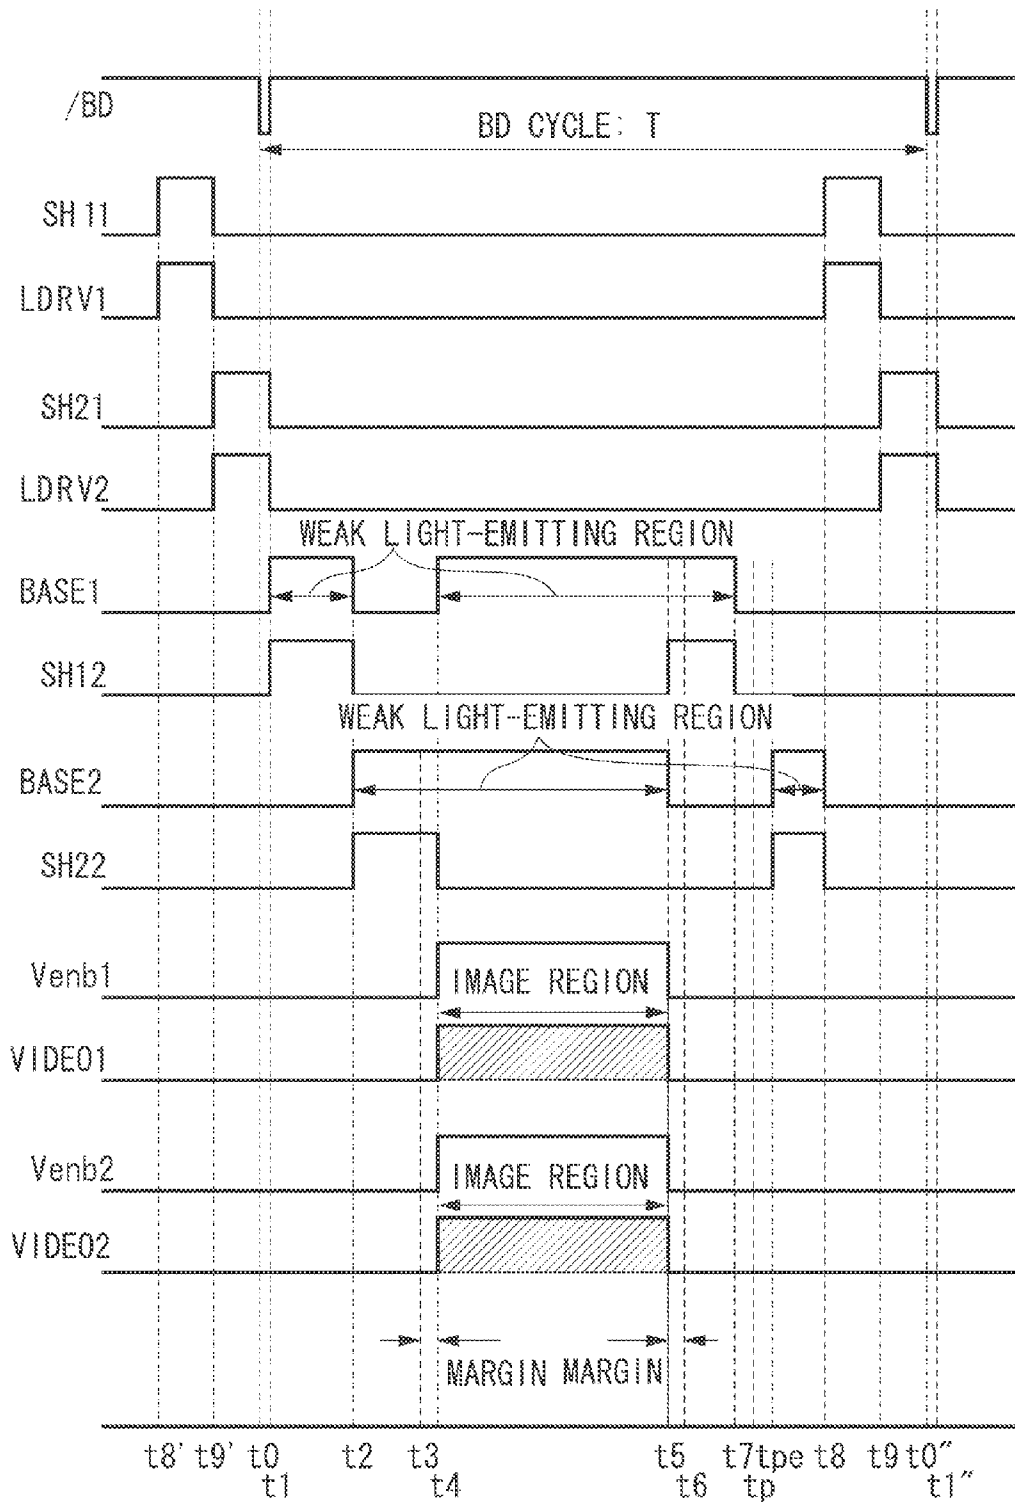 /BD
BD CYCLE: T
SH11
LDRV1
SH21
LDRV2
WEAK LIGHT-EMITTING REGION
BASE1
SH12
WEAK LIGHT-EMITTING REGION
BASE2
SH22
Venb1
IMAGE REGION
VIDEO1
Venb2
IMAGE REGION
VIDEO2
MARGIN MARGIN
t8' t9' t0 t2 t3 t5 t7 tpe t8 t9 t0"
t1 t4 t6 tp t1"